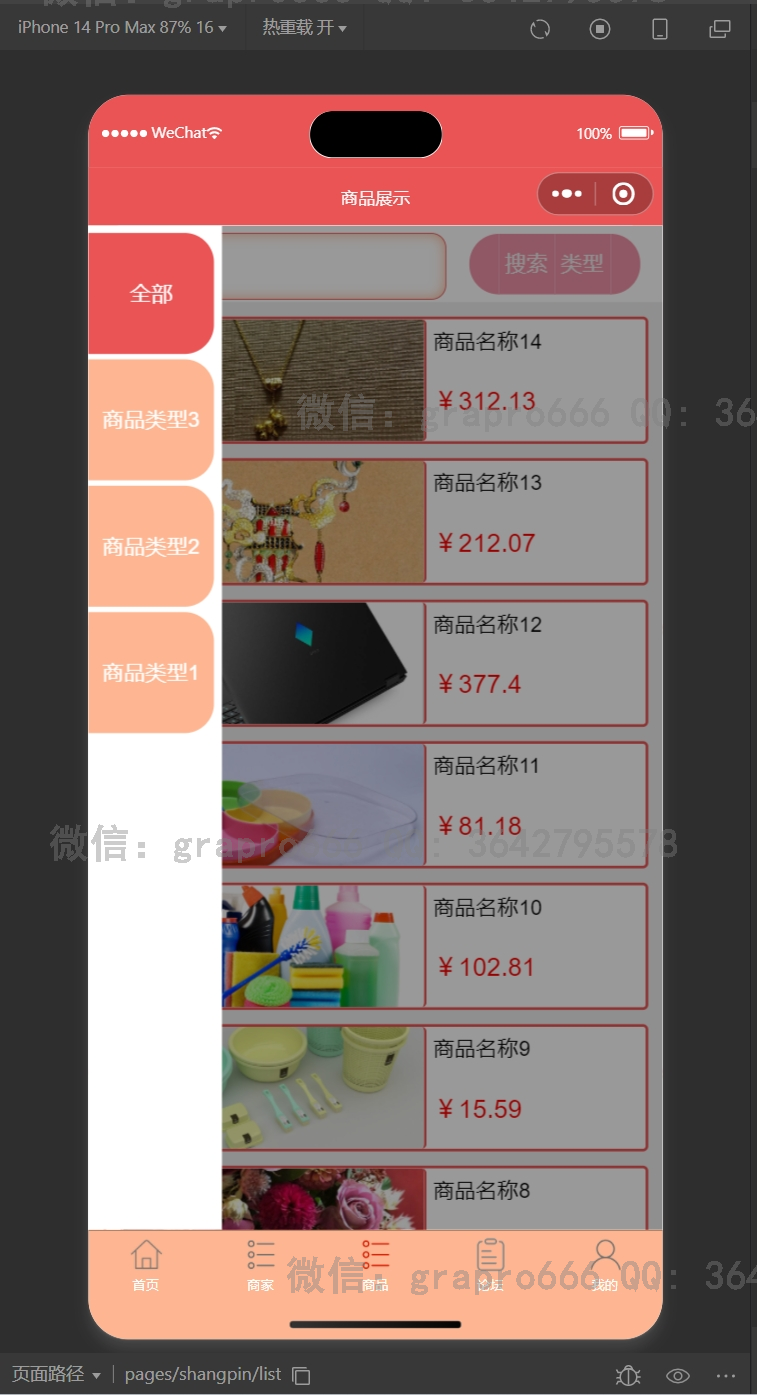 iPhone 14 Pro Max 87% 16 热重载 开
WeChat
100%
商品展示
全部
搜索 类型
商品类型3
商品类型2
商品类型1
商品名称14
￥312.13
微信: grapro666 QQ: 364
商品名称13
￥212.07
商品名称12
￥377.4
商品名称11
￥81.18
微信: grapro666 QQ: 3642795578
商品名称10
￥102.81
商品名称9
￥15.59
商品名称8
首页 商家 商品 论坛 我的
微信: grapro666 QQ: 364
页面路径 pages/shangpin/list